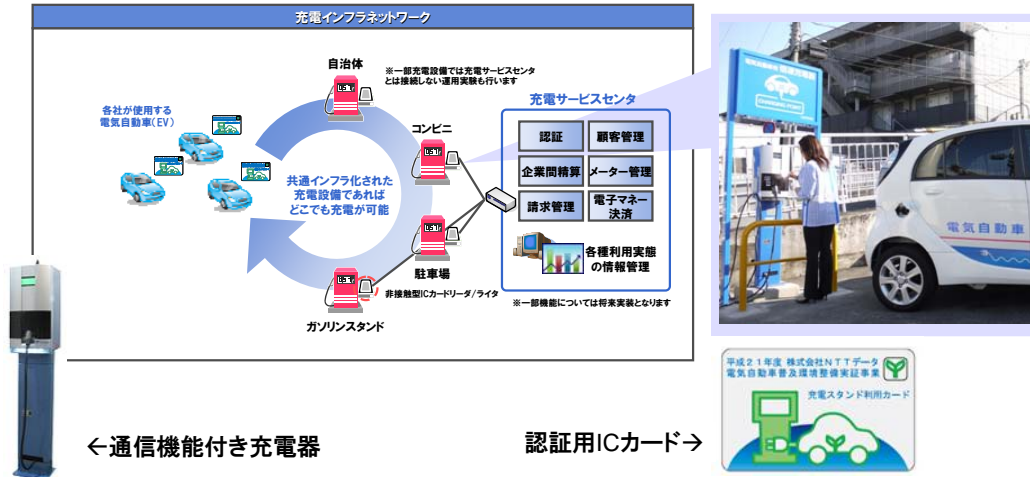 充電インフラネットワーク
自治体
※一部充電設備では充電サービスセンタ
とは接続しない運用実験も行います
各社が使用する
電気自動車(EV)
コンビニ
共通インフラ化された
充電設備であれば
どこでも充電が可能
駐車場
非接触型ICカードリーダ/ライタ
ガソリンスタンド
充電サービスセンタ
認証
顧客管理
企業間精算
メーター管理
請求管理
電子マネー
決済
各種利用実態
の情報管理
※一部機能については将来実装となります
CHARGING POINT
電気自動車
←通信機能付き充電器
認証用ICカード→
平成21年度 株式会社NTTデータ
電気自動車普及環境整備実証事業
充電スタンド利用カード